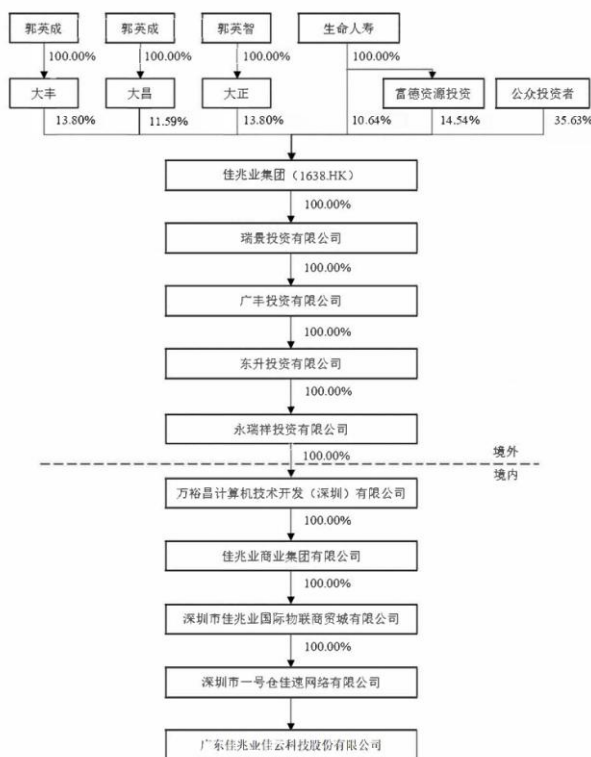 郭英成 郭英成 郭英智 生命人寿
100.00% 100.00% 100.00% 100.00%
大丰 大昌 大正 富德资源投资 公众投资者
13.80% 11.59% 13.80% 10.64% 14.54% 35.63%
佳兆业集团（1638.HK）
100.00%
瑞景投资有限公司
100.00%
广丰投资有限公司
100.00%
东升投资有限公司
100.00%
永瑞祥投资有限公司
100.00%
境外
境内
万裕昌计算机技术开发（深圳）有限公司
100.00%
佳兆业商业集团有限公司
100.00%
深圳市佳兆业国际物联商贸城有限公司
100.00%
深圳市一号仓佳速网络有限公司
广东佳兆业佳云科技股份有限公司